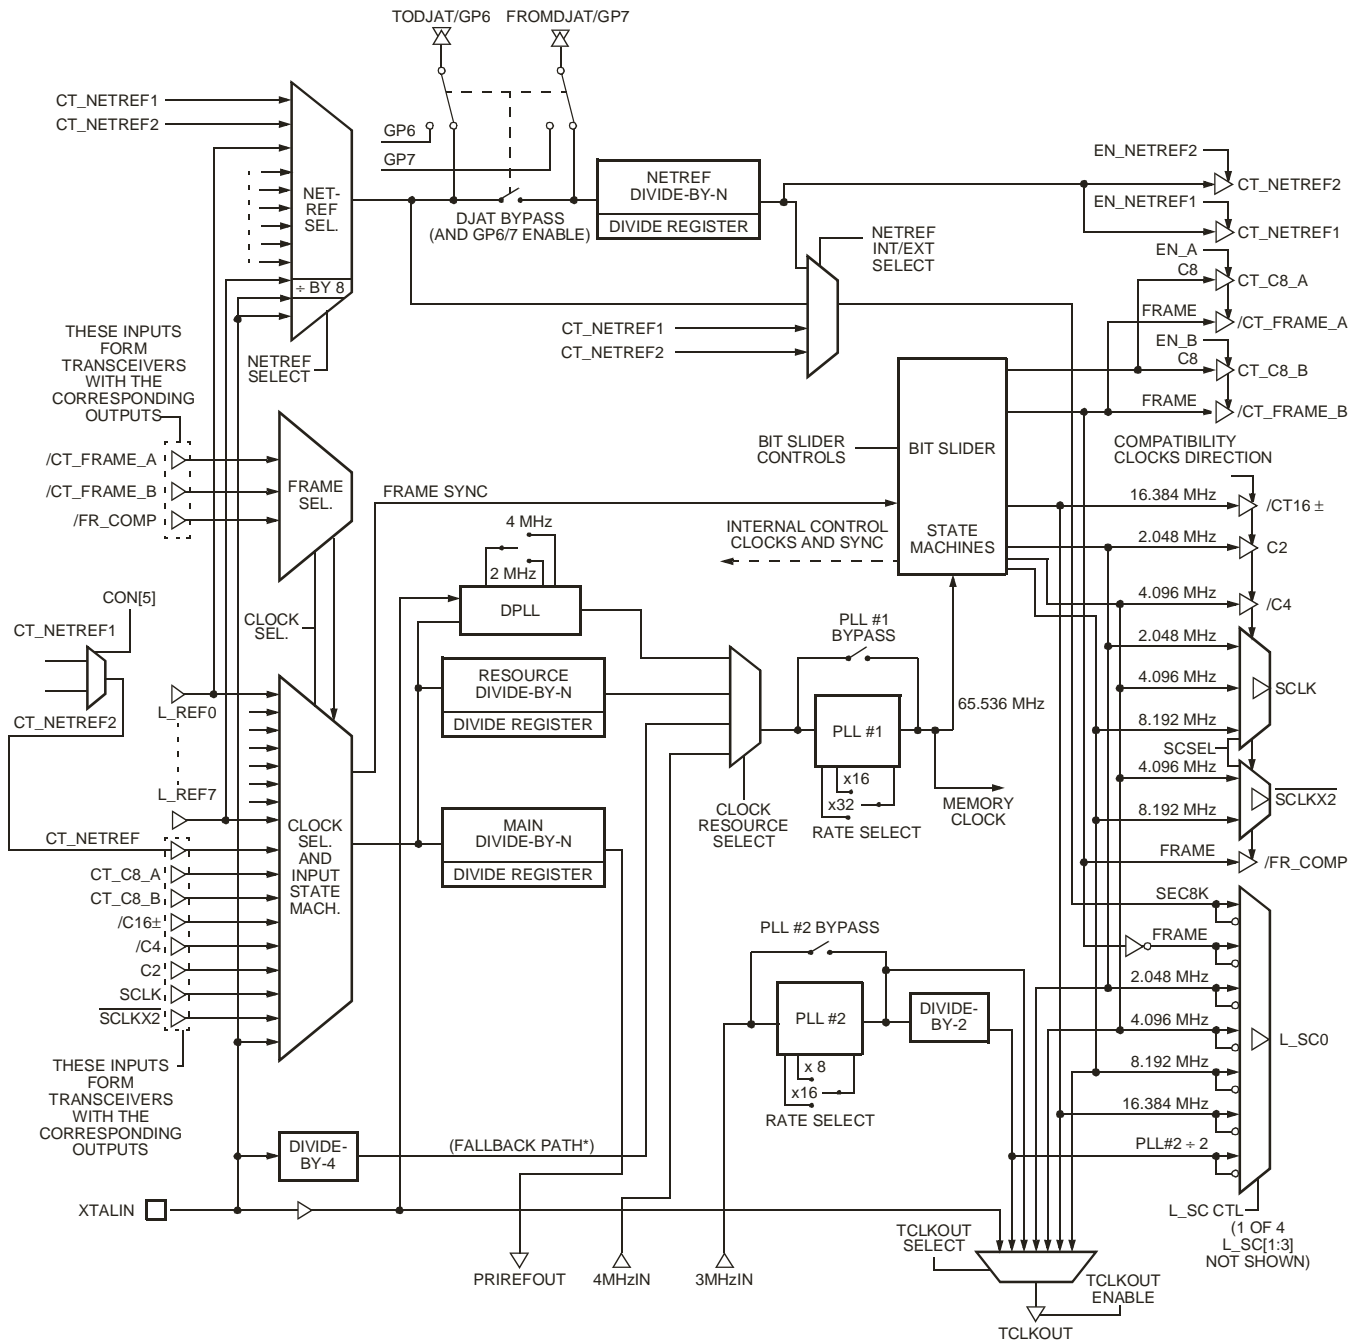 TODJAT/GP6
FROMDJAT/GP7
CT_NETREF1
CT_NETREF2
GP6
GP7
NET-
REF
SEL.
÷ BY 8
NETREF
SELECT
DJAT BYPASS
(AND GP6/7 ENABLE)
NETREF
DIVIDE-BY-N
DIVIDE REGISTER
NETREF
INT/EXT
SELECT
CT_NETREF1
CT_NETREF2
EN_NETREF2
CT_NETREF2
EN_NETREF1
CT_NETREF1
EN_A
C8
CT_C8_A
FRAME
/CT_FRAME_A
EN_B
C8
CT_C8_B
FRAME
/CT_FRAME_B
THESE INPUTS
FORM
TRANSCEIVERS
WITH THE
CORRESPONDING
OUTPUTS
/CT_FRAME_A
/CT_FRAME_B
/FR_COMP
FRAME
SEL.
FRAME SYNC
BIT SLIDER
CONTROLS
BIT SLIDER
STATE
MACHINES
INTERNAL CONTROL
CLOCKS AND SYNC
COMPATIBILITY
CLOCKS DIRECTION
16.384 MHz
/CT16 ±
2.048 MHz
C2
4.096 MHz
/C4
2.048 MHz
4.096 MHz
SCLK
8.192 MHz
SCSEL
4.096 MHz
SCLKX2
8.192 MHz
FRAME
/FR_COMP
4 MHz
2 MHz
DPLL
CLOCK
SEL.
CON[5]
CT_NETREF1
CT_NETREF2
L_REF0
L_REF7
RESOURCE
DIVIDE-BY-N
DIVIDE REGISTER
MAIN
DIVIDE-BY-N
DIVIDE REGISTER
CLOCK
RESOURCE
SELECT
PLL #1
BYPASS
PLL #1
x16
x32
RATE SELECT
65.536 MHz
MEMORY
CLOCK
CLOCK
SEL.
AND
INPUT
STATE
MACH.
CT_NETREF
CT_C8_A
CT_C8_B
/C16±
/C4
C2
SCLK
SCLKX2
THESE INPUTS
FORM
TRANSCEIVERS
WITH THE
CORRESPONDING
OUTPUTS
PLL #2 BYPASS
PLL #2
x 8
x16
RATE SELECT
DIVIDE-
BY-2
SEC8K
FRAME
2.048 MHz
4.096 MHz
8.192 MHz
16.384 MHz
PLL#2 ÷ 2
L_SC0
L_SC CTL
(1 OF 4
L_SC[1:3]
NOT SHOWN)
DIVIDE-
BY-4
(FALLBACK PATH*)
XTALIN
PRIREFOUT
4MHzIN
3MHzIN
TCLKOUT
SELECT
TCLKOUT
ENABLE
TCLKOUT